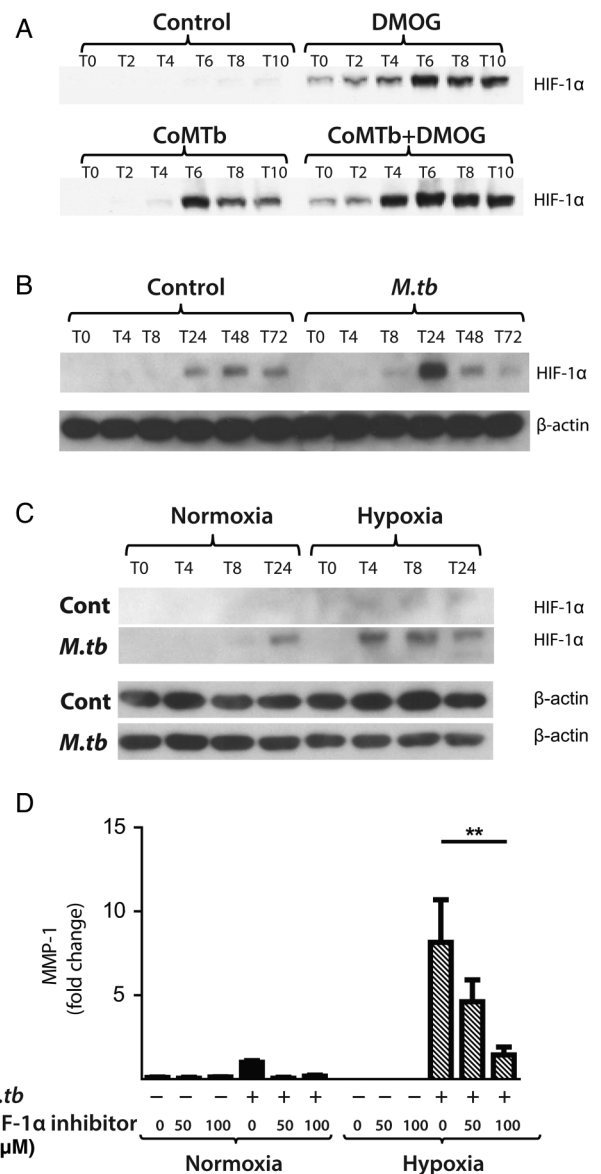 A
Control DMOG
T0 T2 T4 T6 T8 T10 T0 T2 T4 T6 T8 T10
HIF-1α
CoMTb CoMTb+DMOG
T0 T2 T4 T6 T8 T10 T0 T2 T4 T6 T8 T10
HIF-1α
B
Control M.tb
T0 T4 T8 T24 T48 T72 T0 T4 T8 T24 T48 T72
HIF-1α
β-actin
C
Normoxia Hypoxia
T0 T4 T8 T24 T0 T4 T8 T24
Cont HIF-1α
M.tb HIF-1α
Cont β-actin
M.tb β-actin
D
MMP-1
(fold change)
15
**
10
5
.tb − − − + + + − − − + + +
F-1α inhibitor 0 50 100 0 50 100 0 50 100 0 50 100
µM)
Normoxia Hypoxia